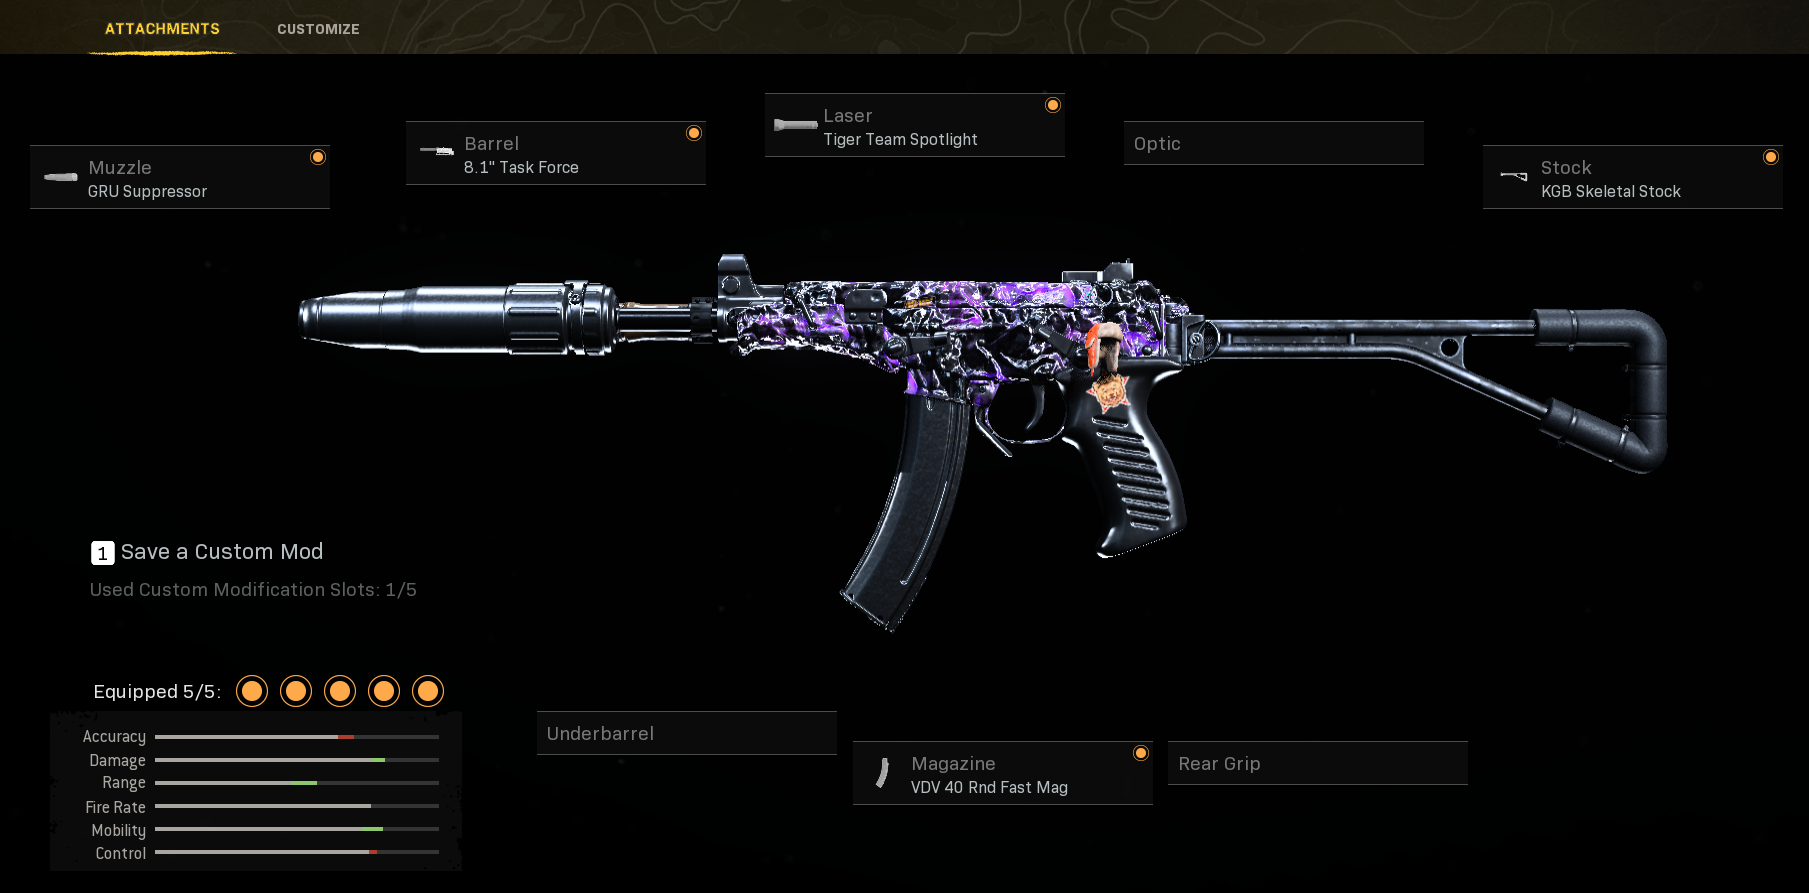 ATTACHMENTS
CUSTOMIZE
Muzzle
GRU Suppressor
Barrel
8.1" Task Force
Laser
Tiger Team Spotlight
Optic
Stock
KGB Skeletal Stock
1 Save a Custom Mod
Used Custom Modification Slots: 1/5
Equipped 5/5:
Accuracy
Damage
Range
Fire Rate
Mobility
Control
Underbarrel
Magazine
VDV 40 Rnd Fast Mag
Rear Grip